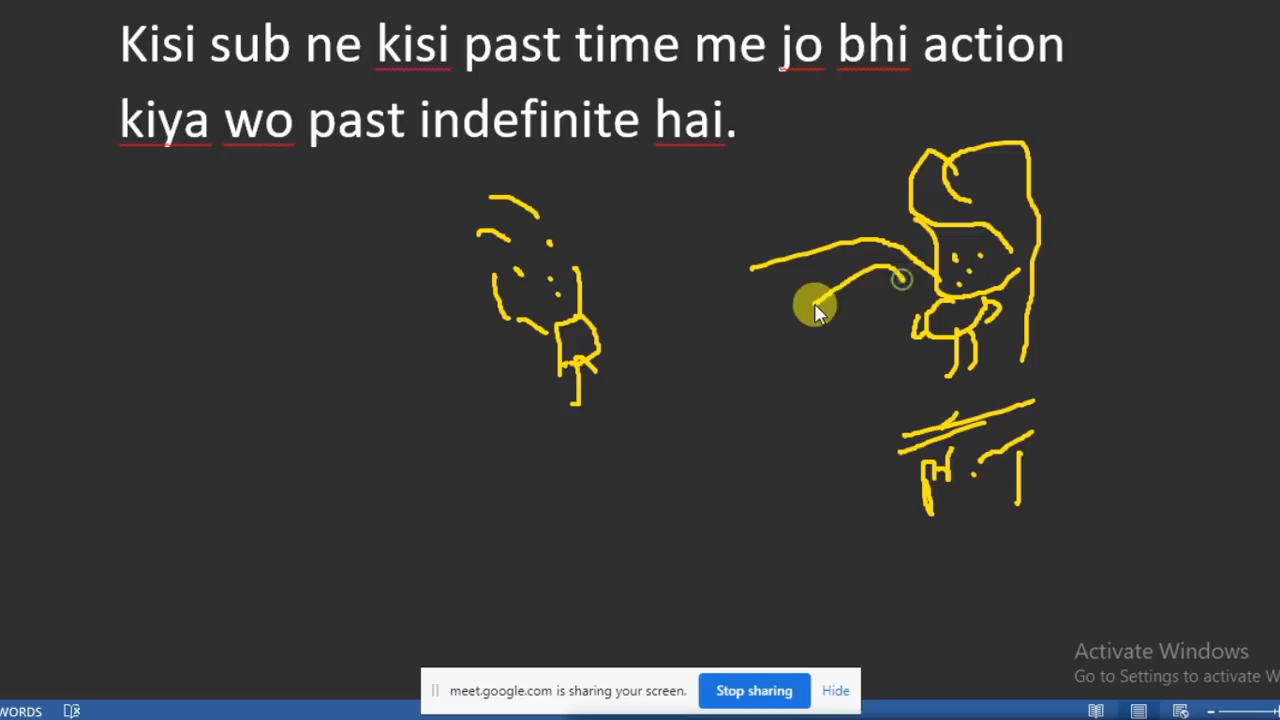 Kisi sub ne kisi past time me jo bhi action
kiya wo past indefinite hai.
P.T
Activate Windows
Go to Settings to activate W
meet.google.com is sharing your screen.
Stop sharing
Hide
WORDS